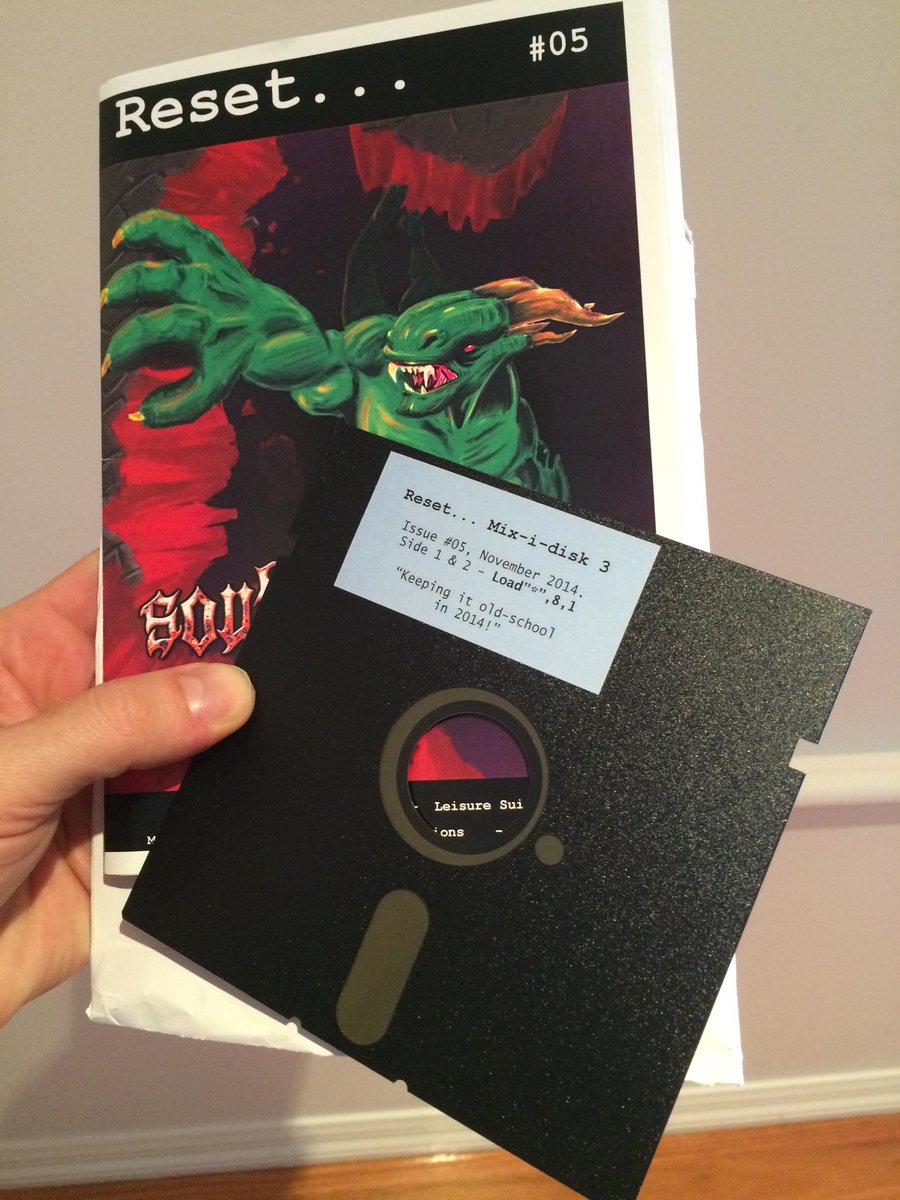 #05
Reset...
Reset... Mix-i-disk 3
Issue #05, November 2014.
Side 1 & 2 - Load"*",8,1
“Keeping it old-school
in 2014!”
- Leisure Sui
ions -